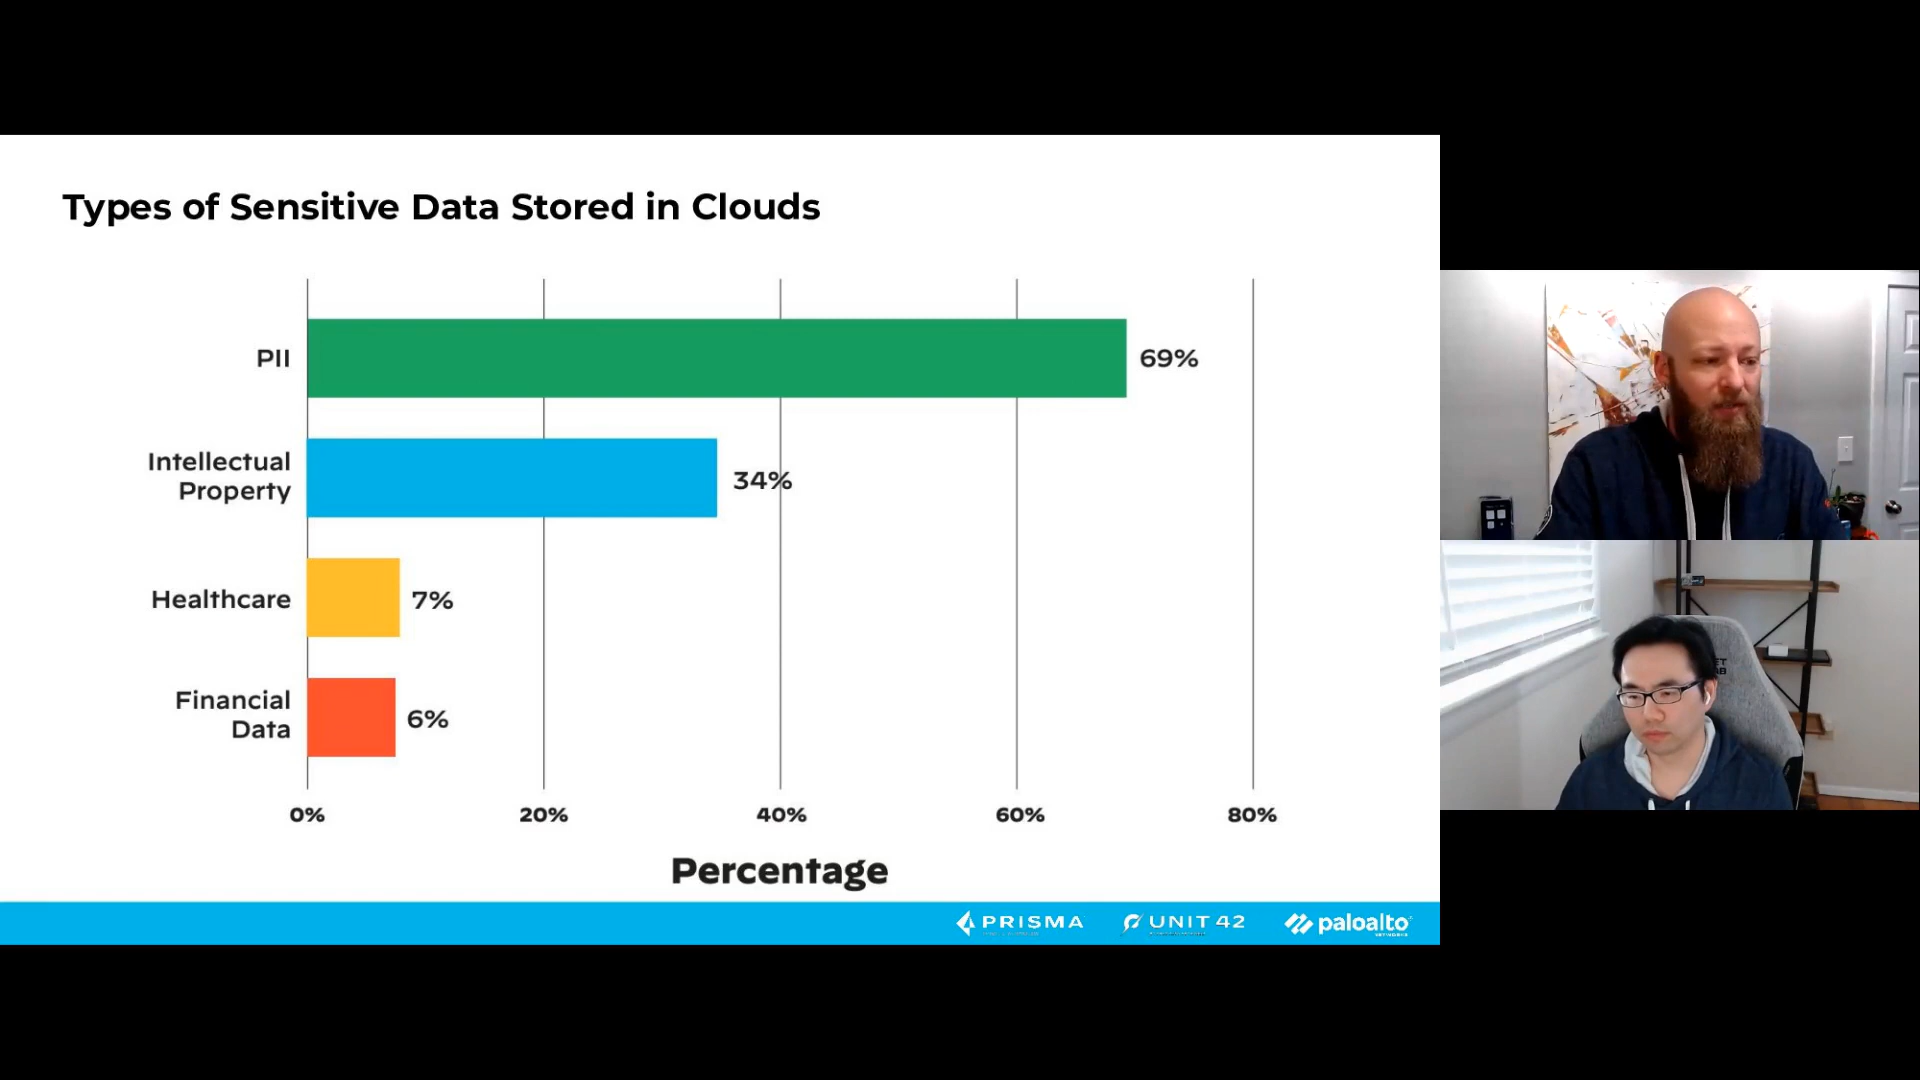 Types of Sensitive Data Stored in Clouds
PII
69%
Intellectual
Property
34%
Healthcare
7%
Financial
Data
6%
0% 20% 40% 60% 80%
Percentage
PRISMA
UNIT 42
paloalto
NETWORKS